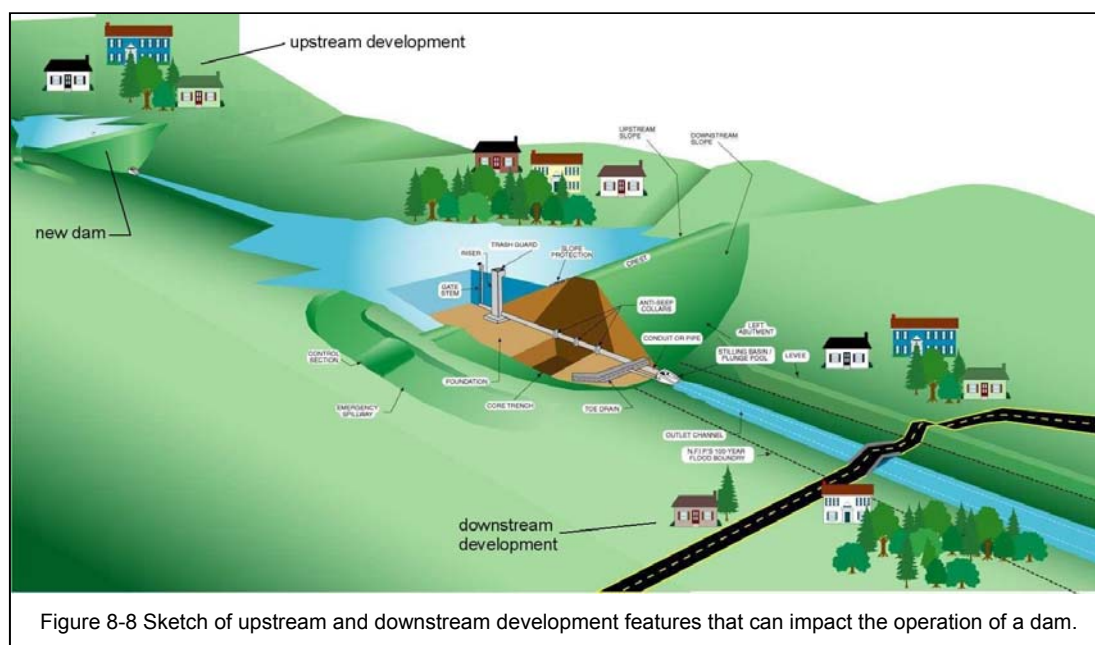 upstream development
new dam
UPSTREAM
SLOPE
DOWNSTREAM
SLOPE
TRASH GUARD
RISER
SLOPE
PROTECTION
CREST
GATE
STEM
ANTI-SEEP
COLLARS
LEFT
ABUTMENT
CONDUIT OR PIPE
STILLING BASIN /
PLUNGE POOL
LEVEE
CONTROL
SECTION
FOUNDATION
EMERGENCY
SPILLWAY
CORE TRENCH
TOE DRAIN
OUTLET CHANNEL
N.F.I.P.'S 100-YEAR
FLOOD BOUNDRY
downstream
development
Figure 8-8 Sketch of upstream and downstream development features that can impact the operation of a dam.